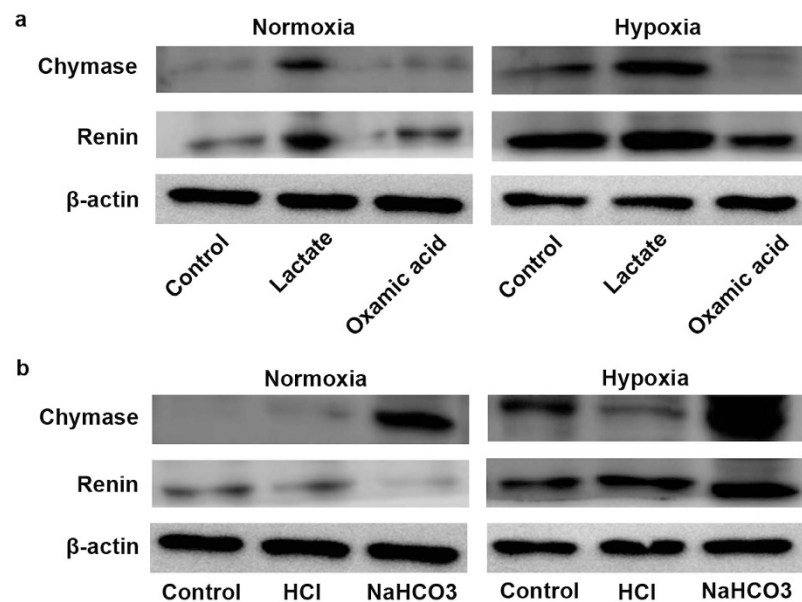 a
Normoxia Hypoxia
Chymase
Renin
β-actin
Control Lactate Oxamic acid Control Lactate Oxamic acid
b
Normoxia Hypoxia
Chymase
Renin
β-actin
Control HCl NaHCO3 Control HCl NaHCO3